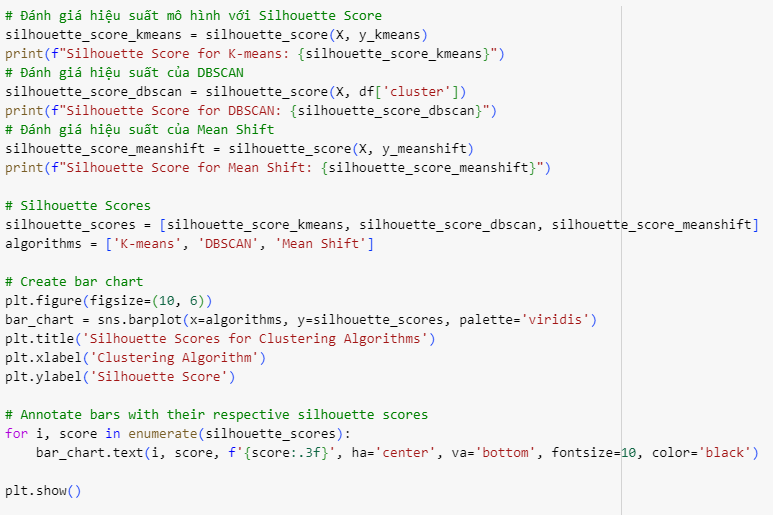 # Đánh giá hiệu suất mô hình với Silhouette Score
silhouette_score_kmeans = silhouette_score(X, y_kmeans)
print(f"Silhouette Score for K-means: {silhouette_score_kmeans}")
# Đánh giá hiệu suất của DBSCAN
silhouette_score_dbscan = silhouette_score(X, df['cluster'])
print(f"Silhouette Score for DBSCAN: {silhouette_score_dbscan}")
# Đánh giá hiệu suất của Mean Shift
silhouette_score_meanshift = silhouette_score(X, y_meanshift)
print(f"Silhouette Score for Mean Shift: {silhouette_score_meanshift}")

# Silhouette Scores
silhouette_scores = [silhouette_score_kmeans, silhouette_score_dbscan, silhouette_score_meanshift]
algorithms = ['K-means', 'DBSCAN', 'Mean Shift']

# Create bar chart
plt.figure(figsize=(10, 6))
bar_chart = sns.barplot(x=algorithms, y=silhouette_scores, palette='viridis')
plt.title('Silhouette Scores for Clustering Algorithms')
plt.xlabel('Clustering Algorithm')
plt.ylabel('Silhouette Score')

# Annotate bars with their respective silhouette scores
for i, score in enumerate(silhouette_scores):
    bar_chart.text(i, score, f'{score:.3f}', ha='center', va='bottom', fontsize=10, color='black')

plt.show()